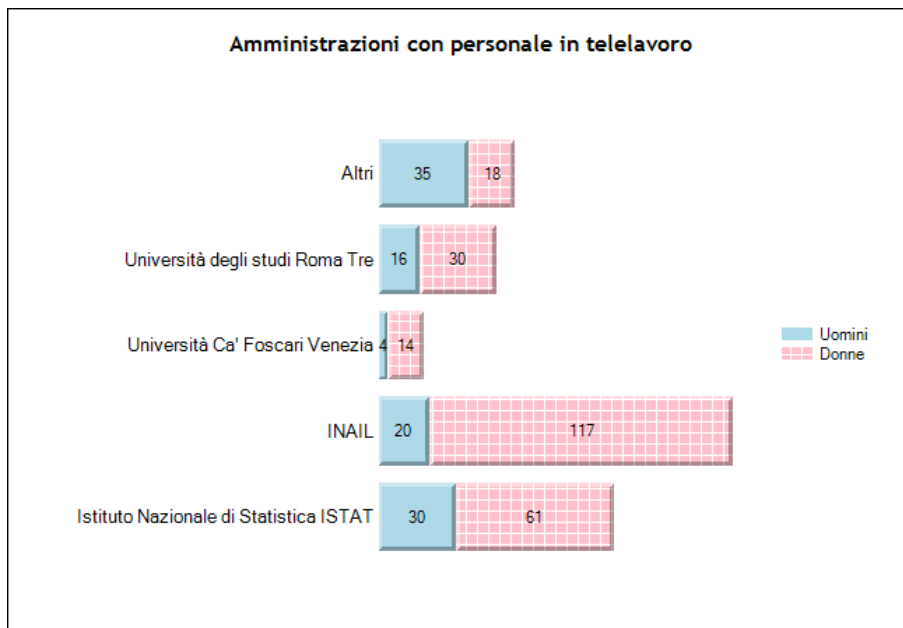 Amministrazioni con personale in telelavoro
Altri 35 18
Università degli studi Roma Tre 16 30
Università Ca' Foscari Venezia 4 14
Uomini
Donne
INAIL 20 117
Istituto Nazionale di Statistica ISTAT 30 61